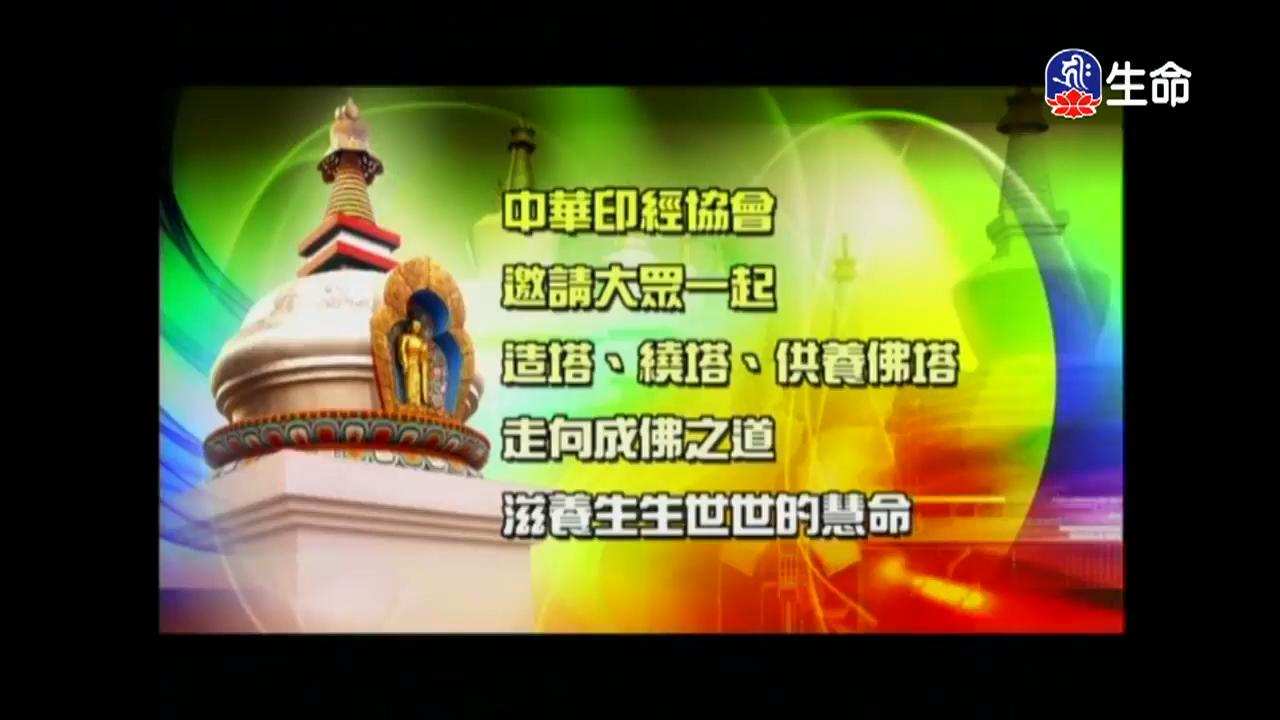 生命
中華印經協會
邀請大眾一起
造塔、繞塔、供養佛塔
走向成佛之道
滋養生生世世的慧命